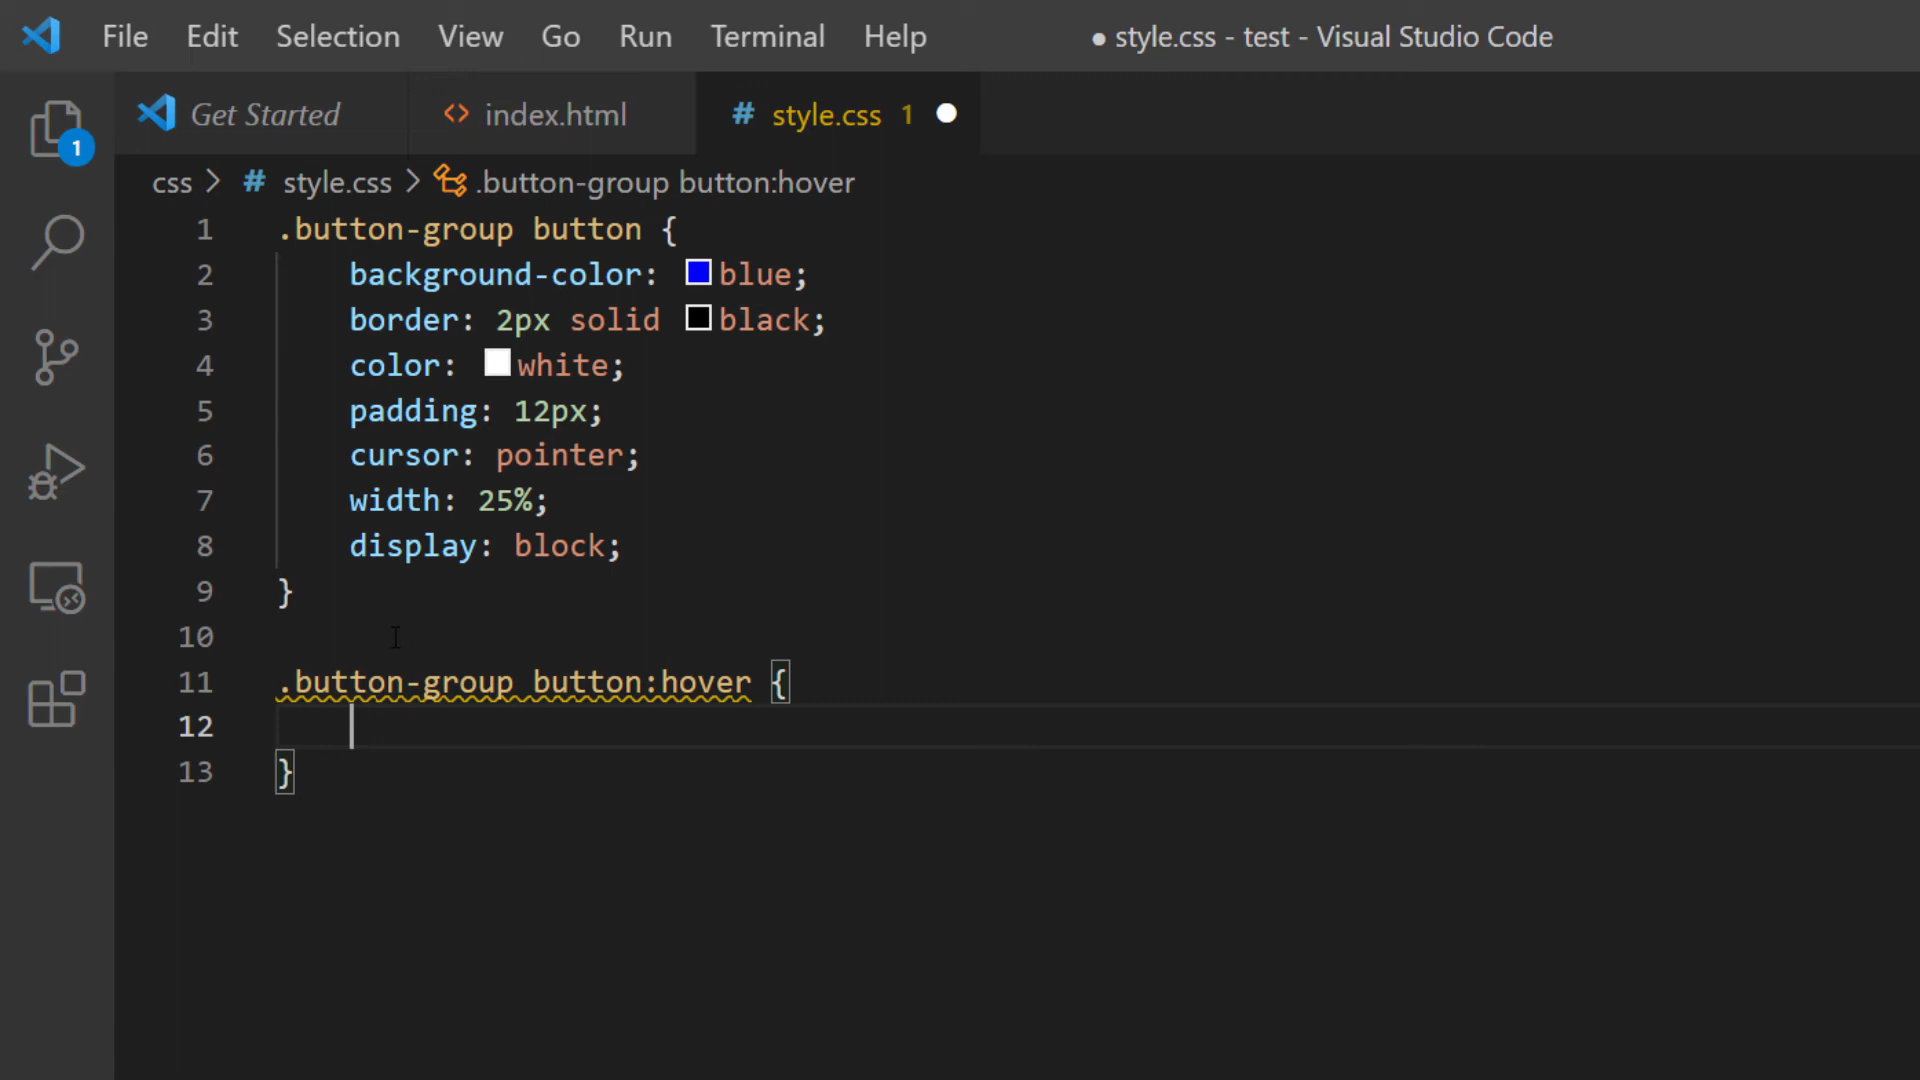 File Edit Selection View Go Run Terminal Help ● style.css - test - Visual Studio Code
Get Started <> index.html # style.css 1 ●
1
css > # style.css > .button-group button:hover
1 .button-group button {
2 background-color: blue;
3 border: 2px solid black;
4 color: white;
5 padding: 12px;
6 cursor: pointer;
7 width: 25%;
8 display: block;
9 }
10
11 .button-group button:hover {
12
13 }